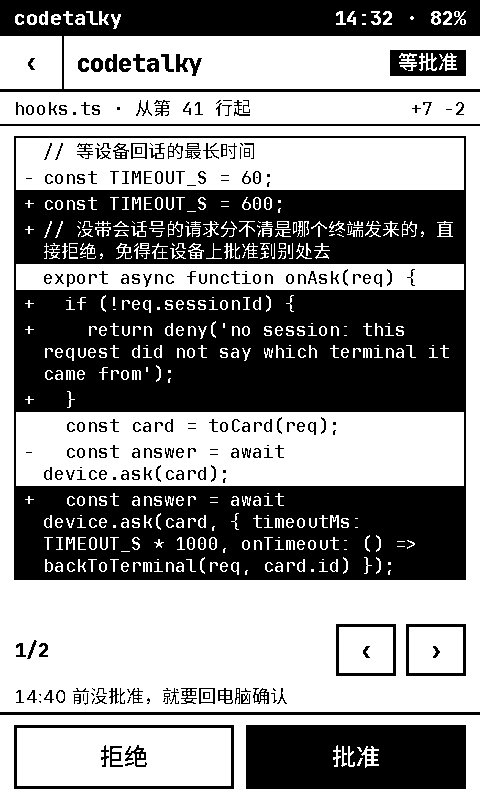 codetalky 14:32 · 82%
‹ codetalky 等批准
hooks.ts · 从第 41 行起 +7 -2
// 等设备回话的最长时间
- const TIMEOUT_S = 60;
+ const TIMEOUT_S = 600;
+ // 没带会话号的请求分不清是哪个终端发来的，直
接拒绝，免得在设备上批准到别处去
export async function onAsk(req) {
+ if (!req.sessionId) {
+ return deny('no session: this
request did not say which terminal it
came from');
+ }
const card = toCard(req);
- const answer = await
device.ask(card);
+ const answer = await
device.ask(card, { timeoutMs:
TIMEOUT_S * 1000, onTimeout: () =>
backToTerminal(req, card.id) });
1/2 ‹ ›
14:40 前没批准，就要回电脑确认
拒绝 批准